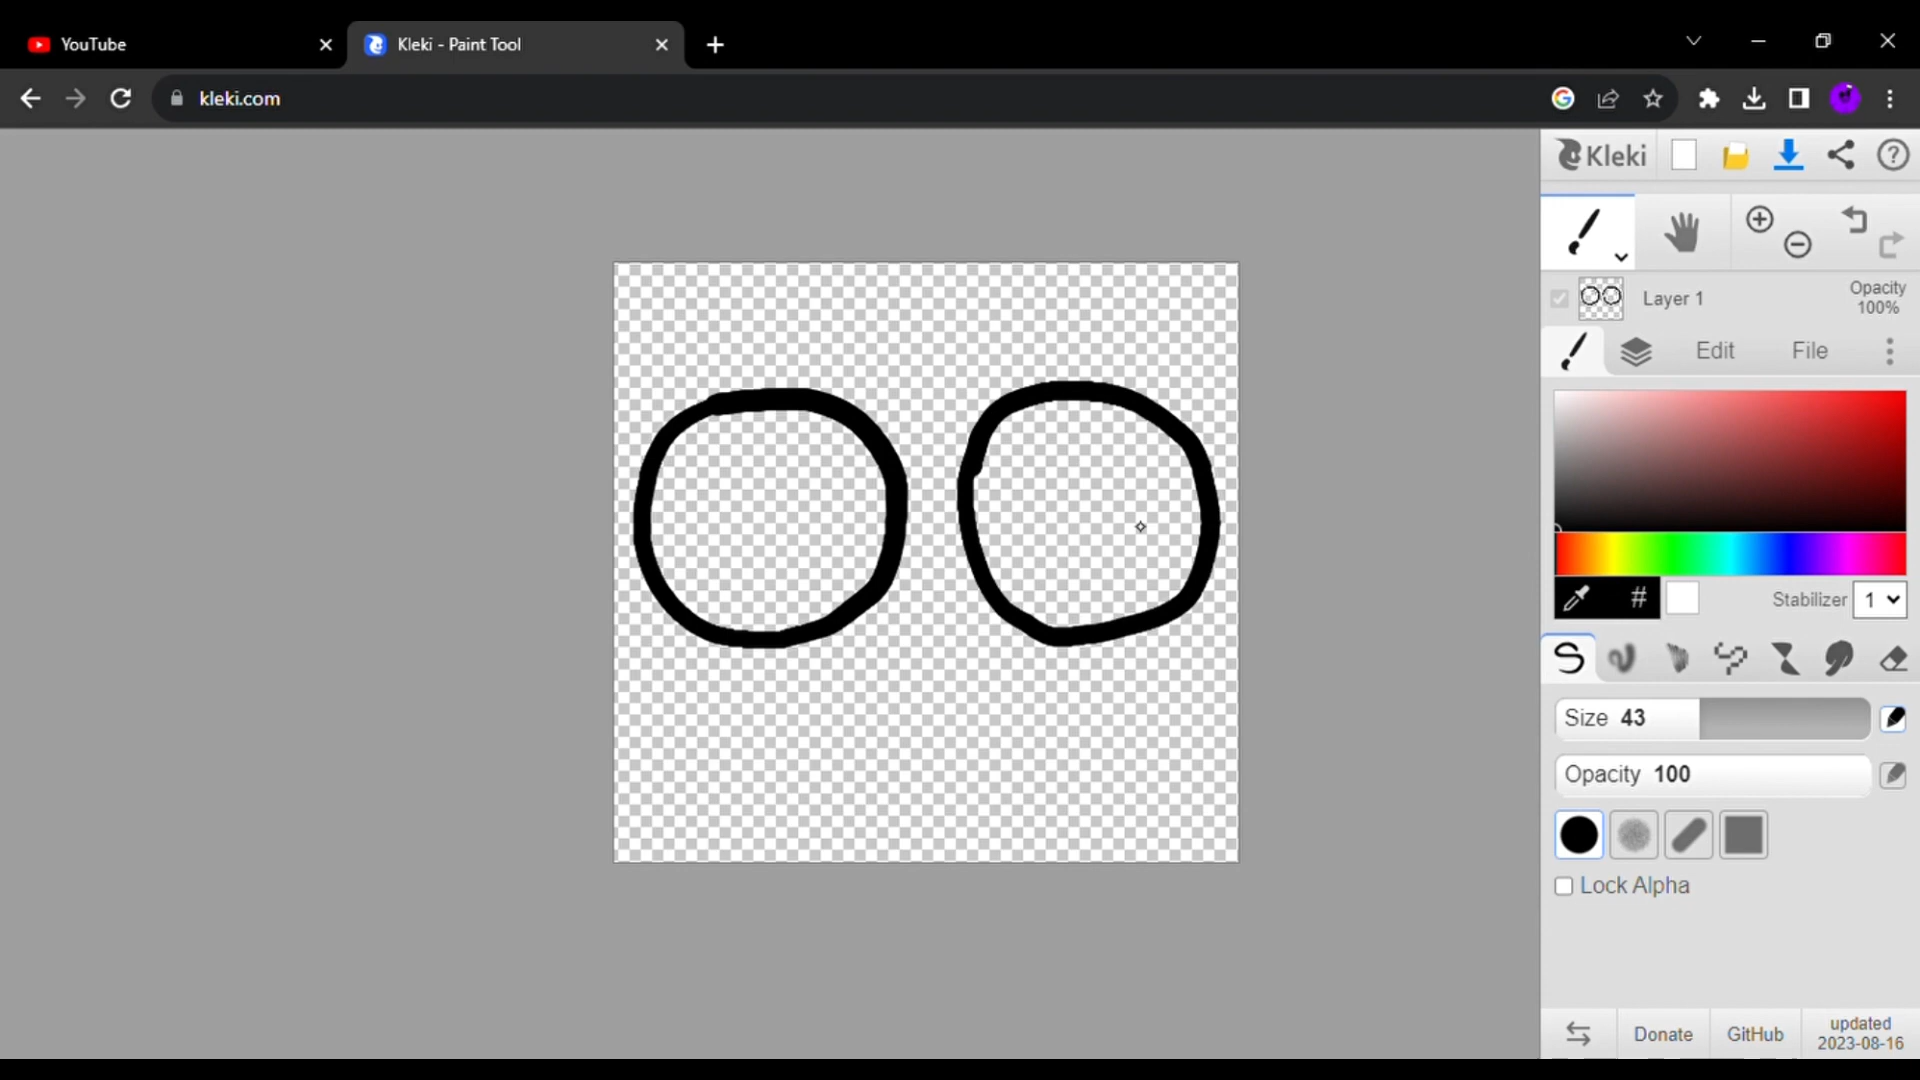 YouTube
Kleki - Paint Tool
kleki.com
Kleki
Layer 1
Opacity
100%
Edit
File
#
Stabilizer 1
Size 43
Opacity 100
Lock Alpha
Donate
GitHub
updated
2023-08-16